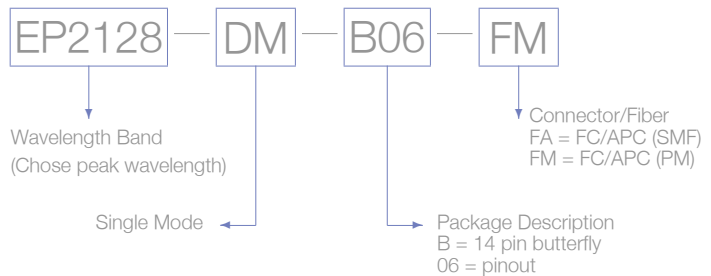 EP2128 DM B06 FM
Connector/Fiber
FA = FC/APC (SMF)
FM = FC/APC (PM)
Wavelength Band
(Chose peak wavelength)
Single Mode
Package Description
B = 14 pin butterfly
06 = pinout